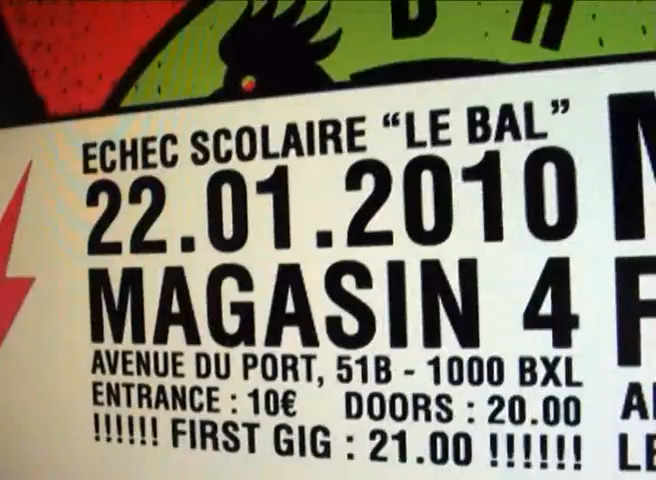 ECHEC SCOLAIRE “LE BAL”
22.01.2010
MAGASIN 4
AVENUE DU PORT, 51B - 1000 BXL
ENTRANCE : 10€ DOORS : 20.00
!!!!!! FIRST GIG : 21.00 !!!!!!